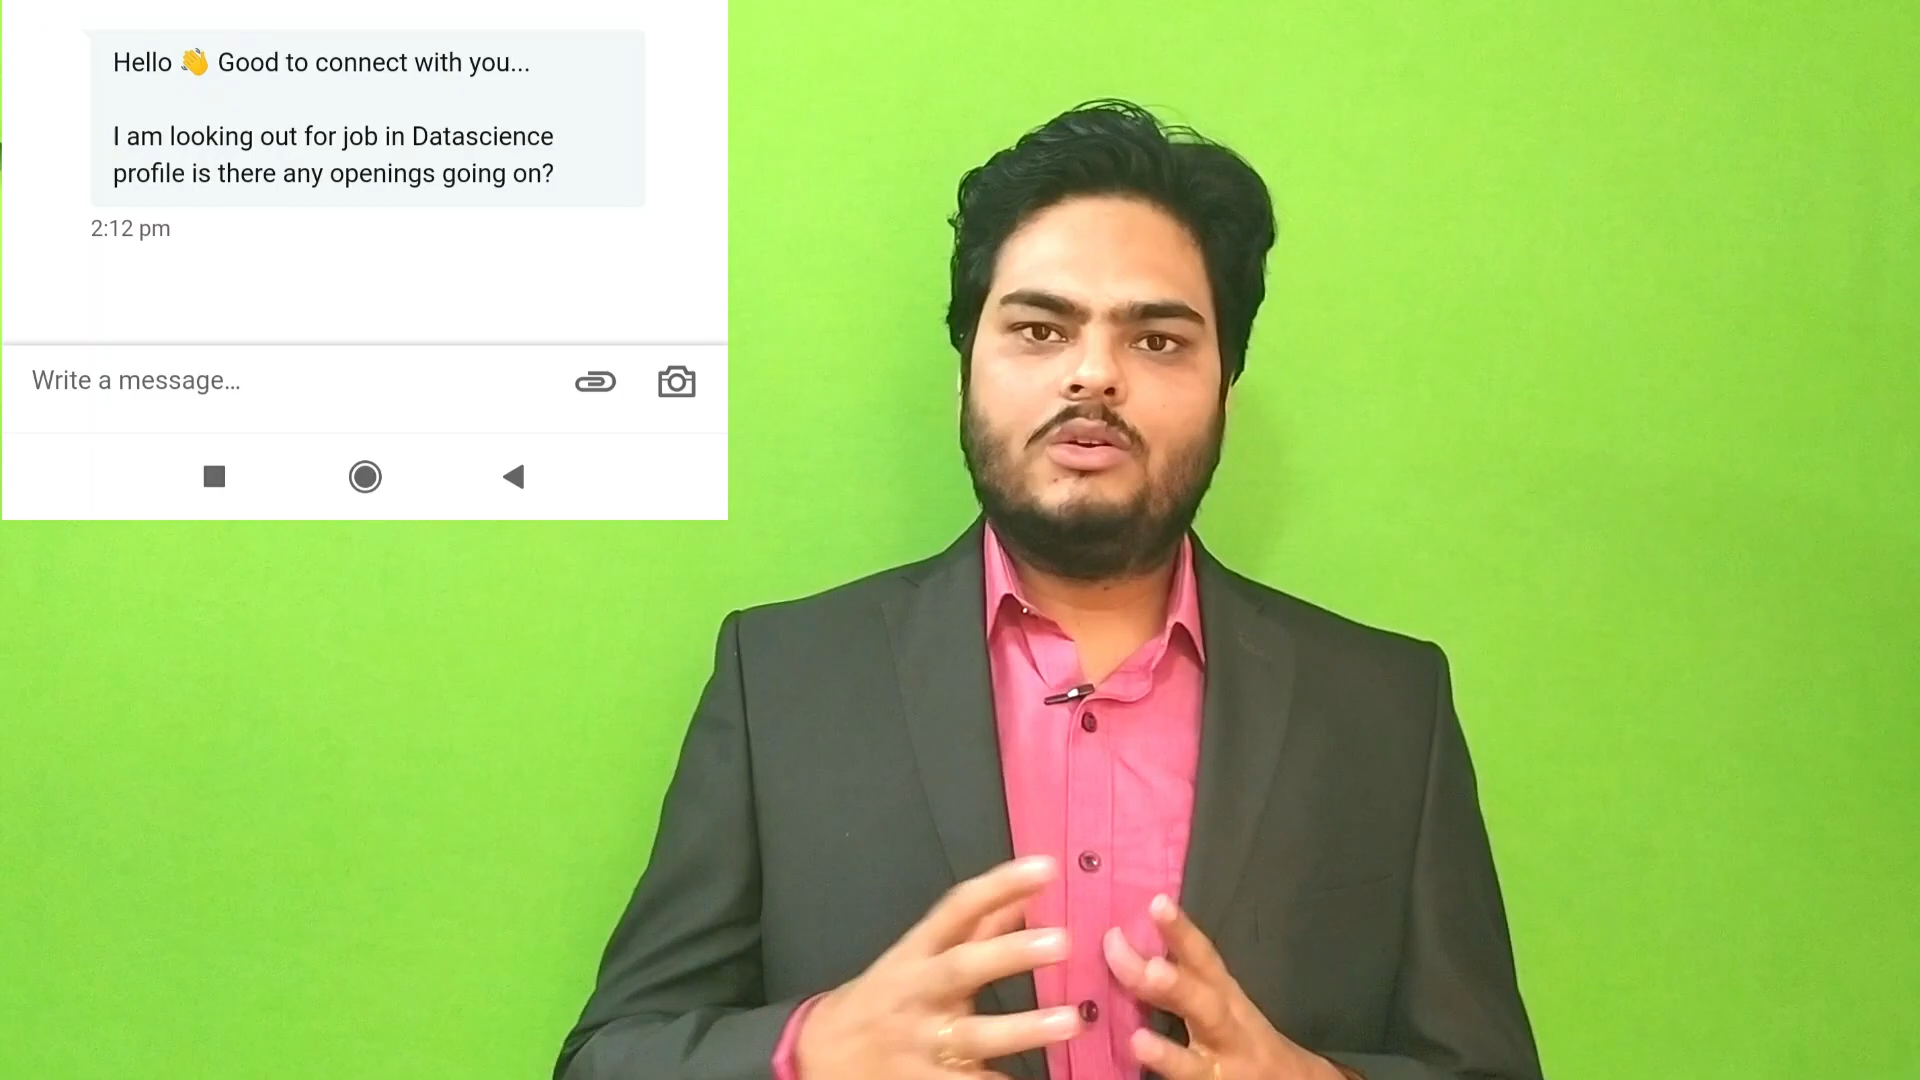 Hello 👋 Good to connect with you...
I am looking out for job in Datascience
profile is there any openings going on?
2:12 pm
Write a message...